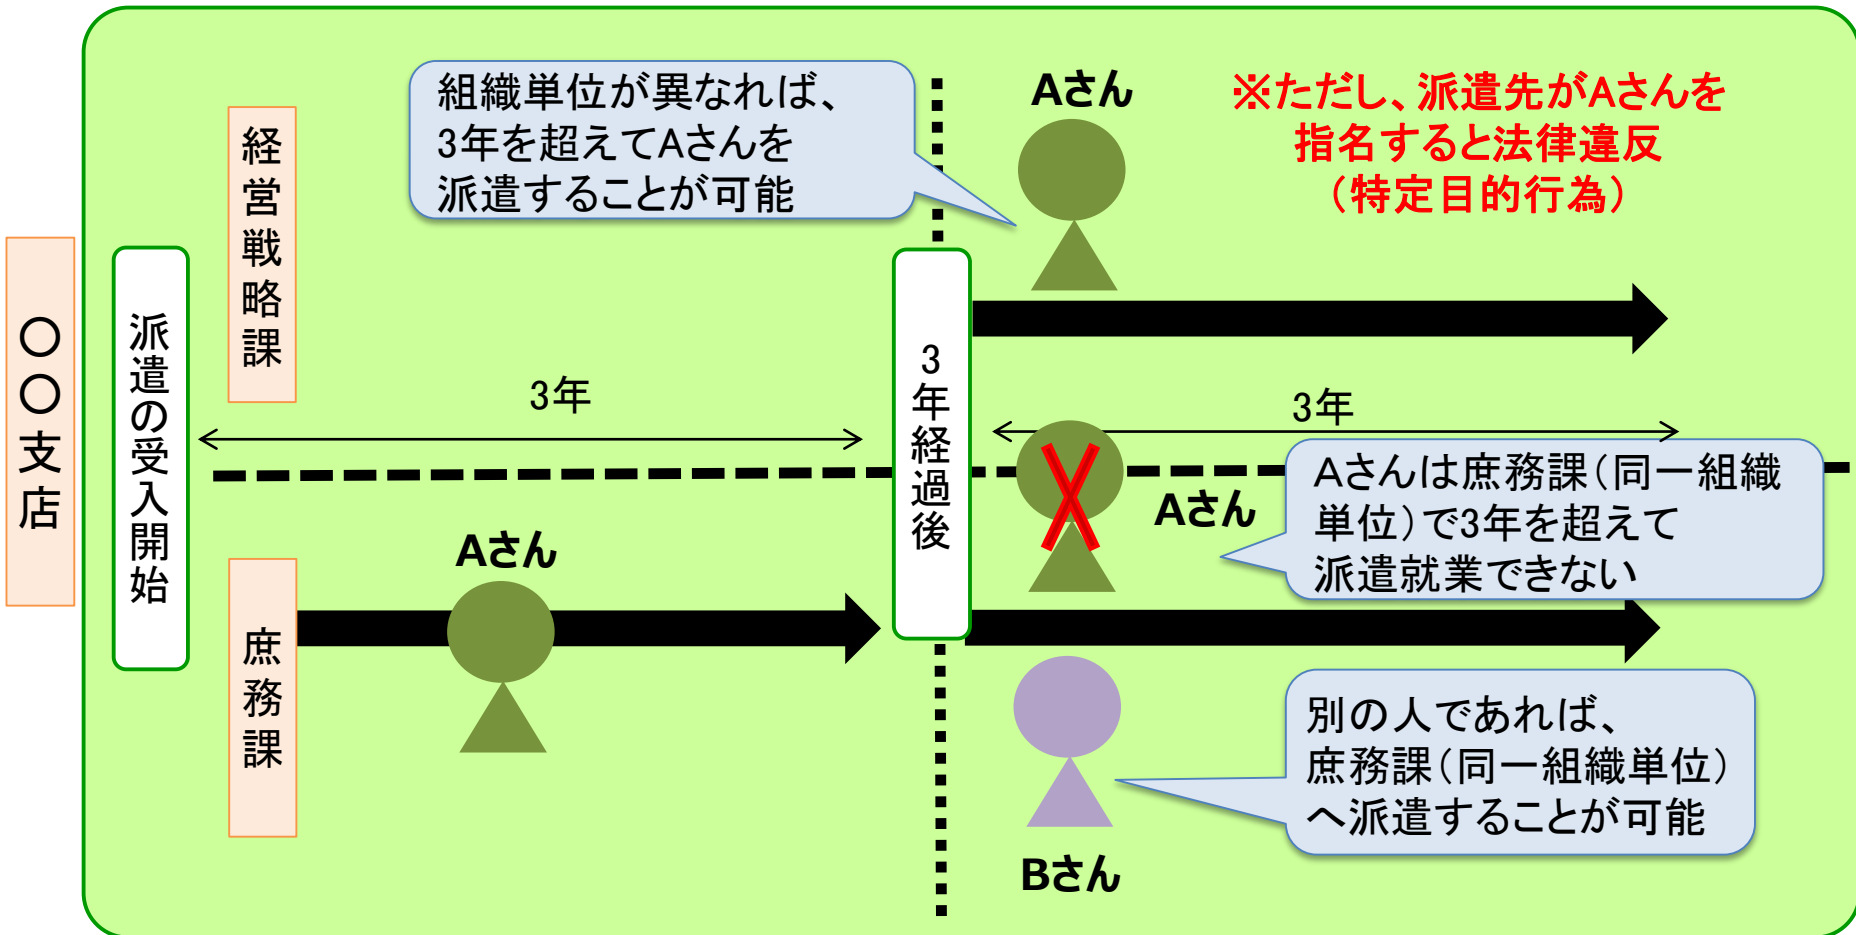 〇〇支店
派遣の受入開始
経営戦略課
組織単位が異なれば、
3年を超えてAさんを
派遣することが可能
Aさん
※ただし、派遣先がAさんを
指名すると法律違反
（特定目的行為）
3年
3年経過後
3年
Aさん
Aさんは庶務課（同一組織
単位）で3年を超えて
派遣就業できない
庶務課
Aさん
別の人であれば、
庶務課（同一組織単位）
へ派遣することが可能
Bさん